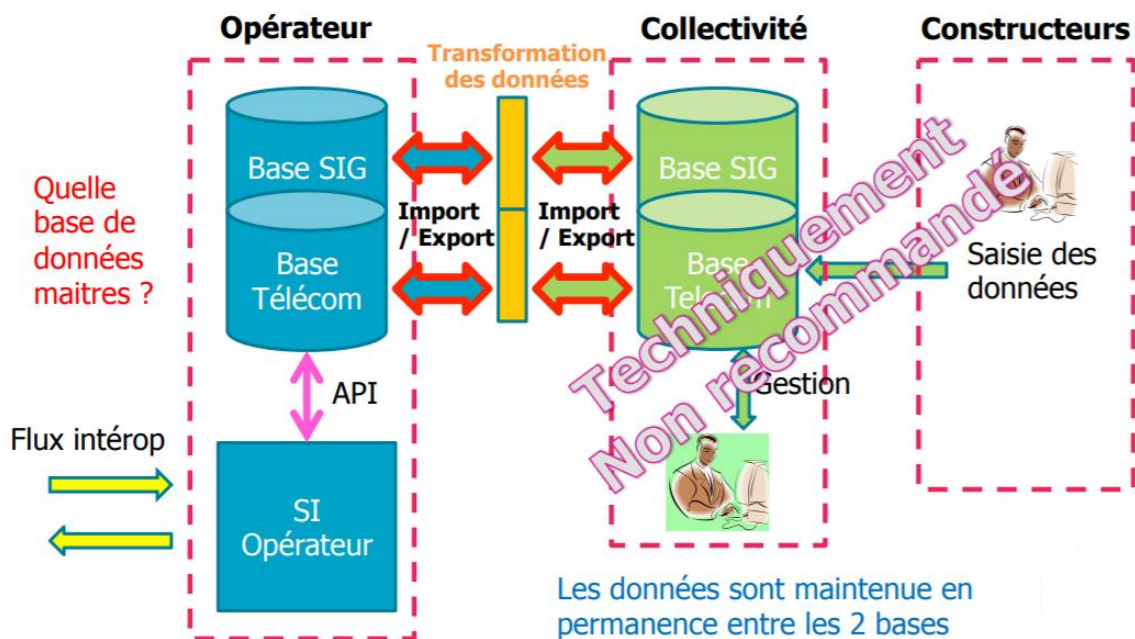 Opérateur
Collectivité
Constructeurs
Transformation
des données
Base SIG
Base SIG
Quelle
base de
données
maitres ?
Import
/ Export
Import
/ Export
Base
Télécom
Base
Telecom
Saisie des
données
Techniquement
Non recommandé
API
Gestion
Flux intérop
SI
Opérateur
Les données sont maintenue en
permanence entre les 2 bases